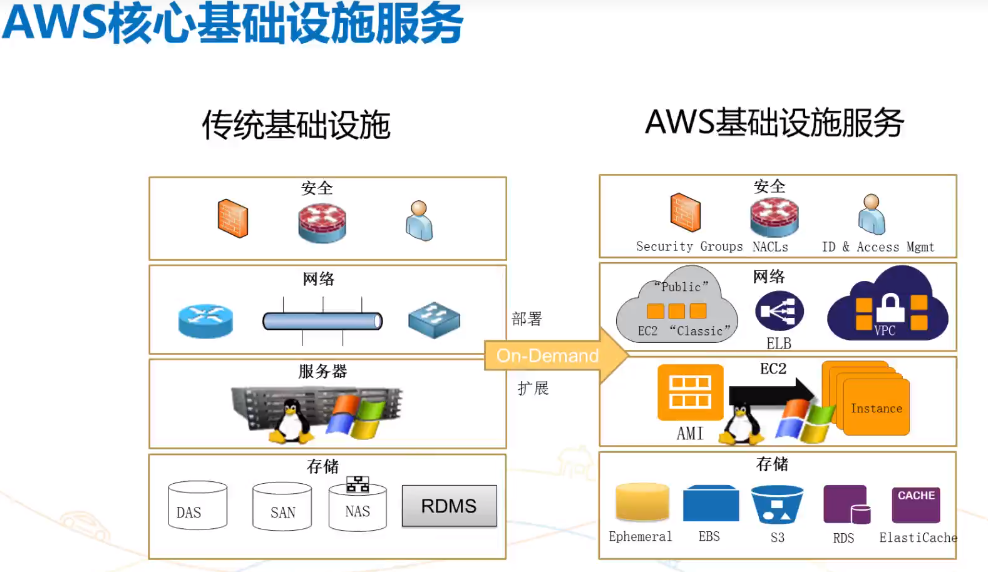 AWS核心基础设施服务
传统基础设施
AWS基础设施服务
安全
网络
服务器
存储
DAS
SAN
NAS
RDMS
部署
On-Demand
扩展
安全
Security Groups
NACLs
ID & Access Mgmt
网络
“Public”
EC2 “Classic”
ELB
VPC
EC2
AMI
Instance
存储
CACHE
Ephemeral
EBS
S3
RDS
ElastiCache